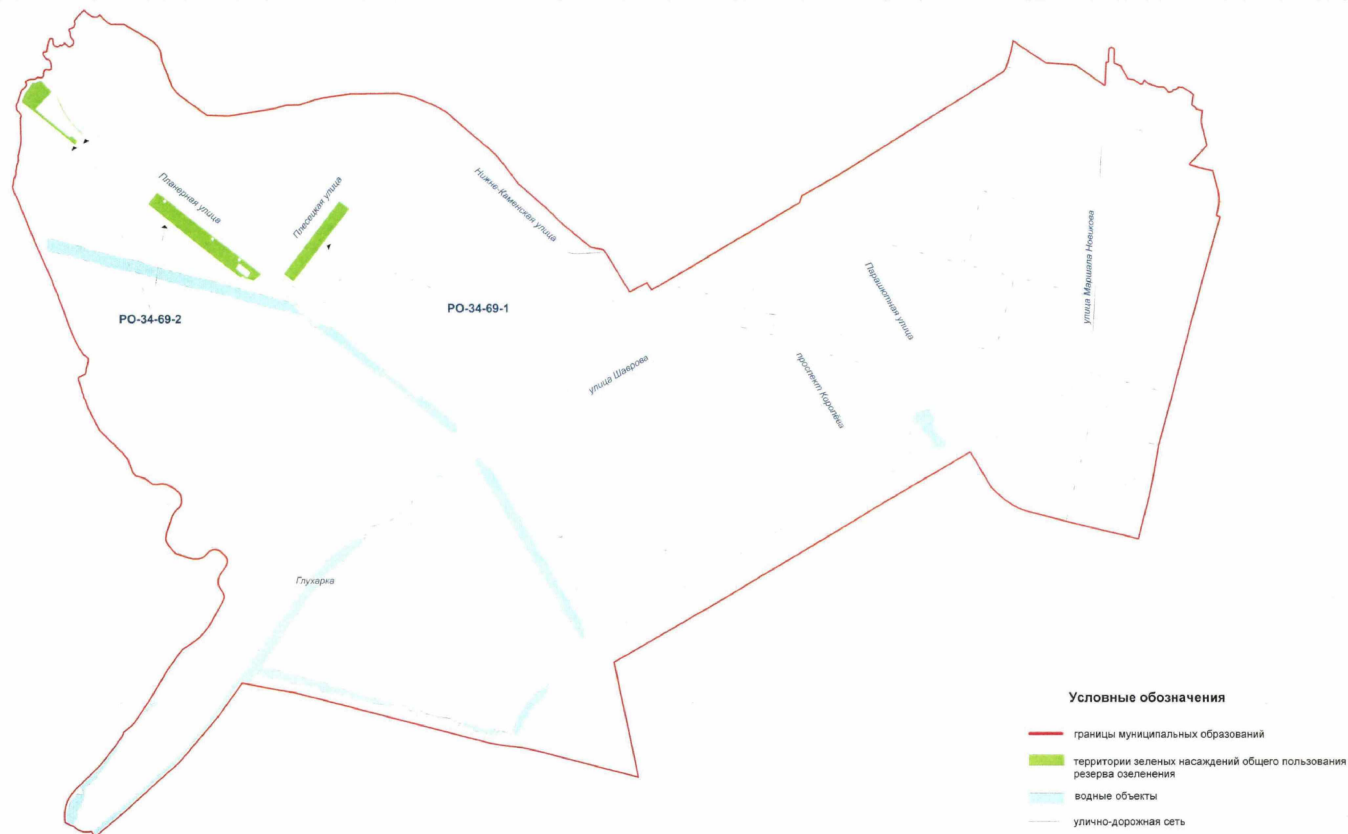 Планерная улица
Плесецкая улица
Нижне-Каменская улица
РО-34-69-2
РО-34-69-1
улица Шаврова
проспект Королёва
Парашютная улица
улица Маршала Новикова
Глухарка
Условные обозначения
границы муниципальных образований
территории зеленых насаждений общего пользования
резерва озеленения
водные объекты
улично-дорожная сеть